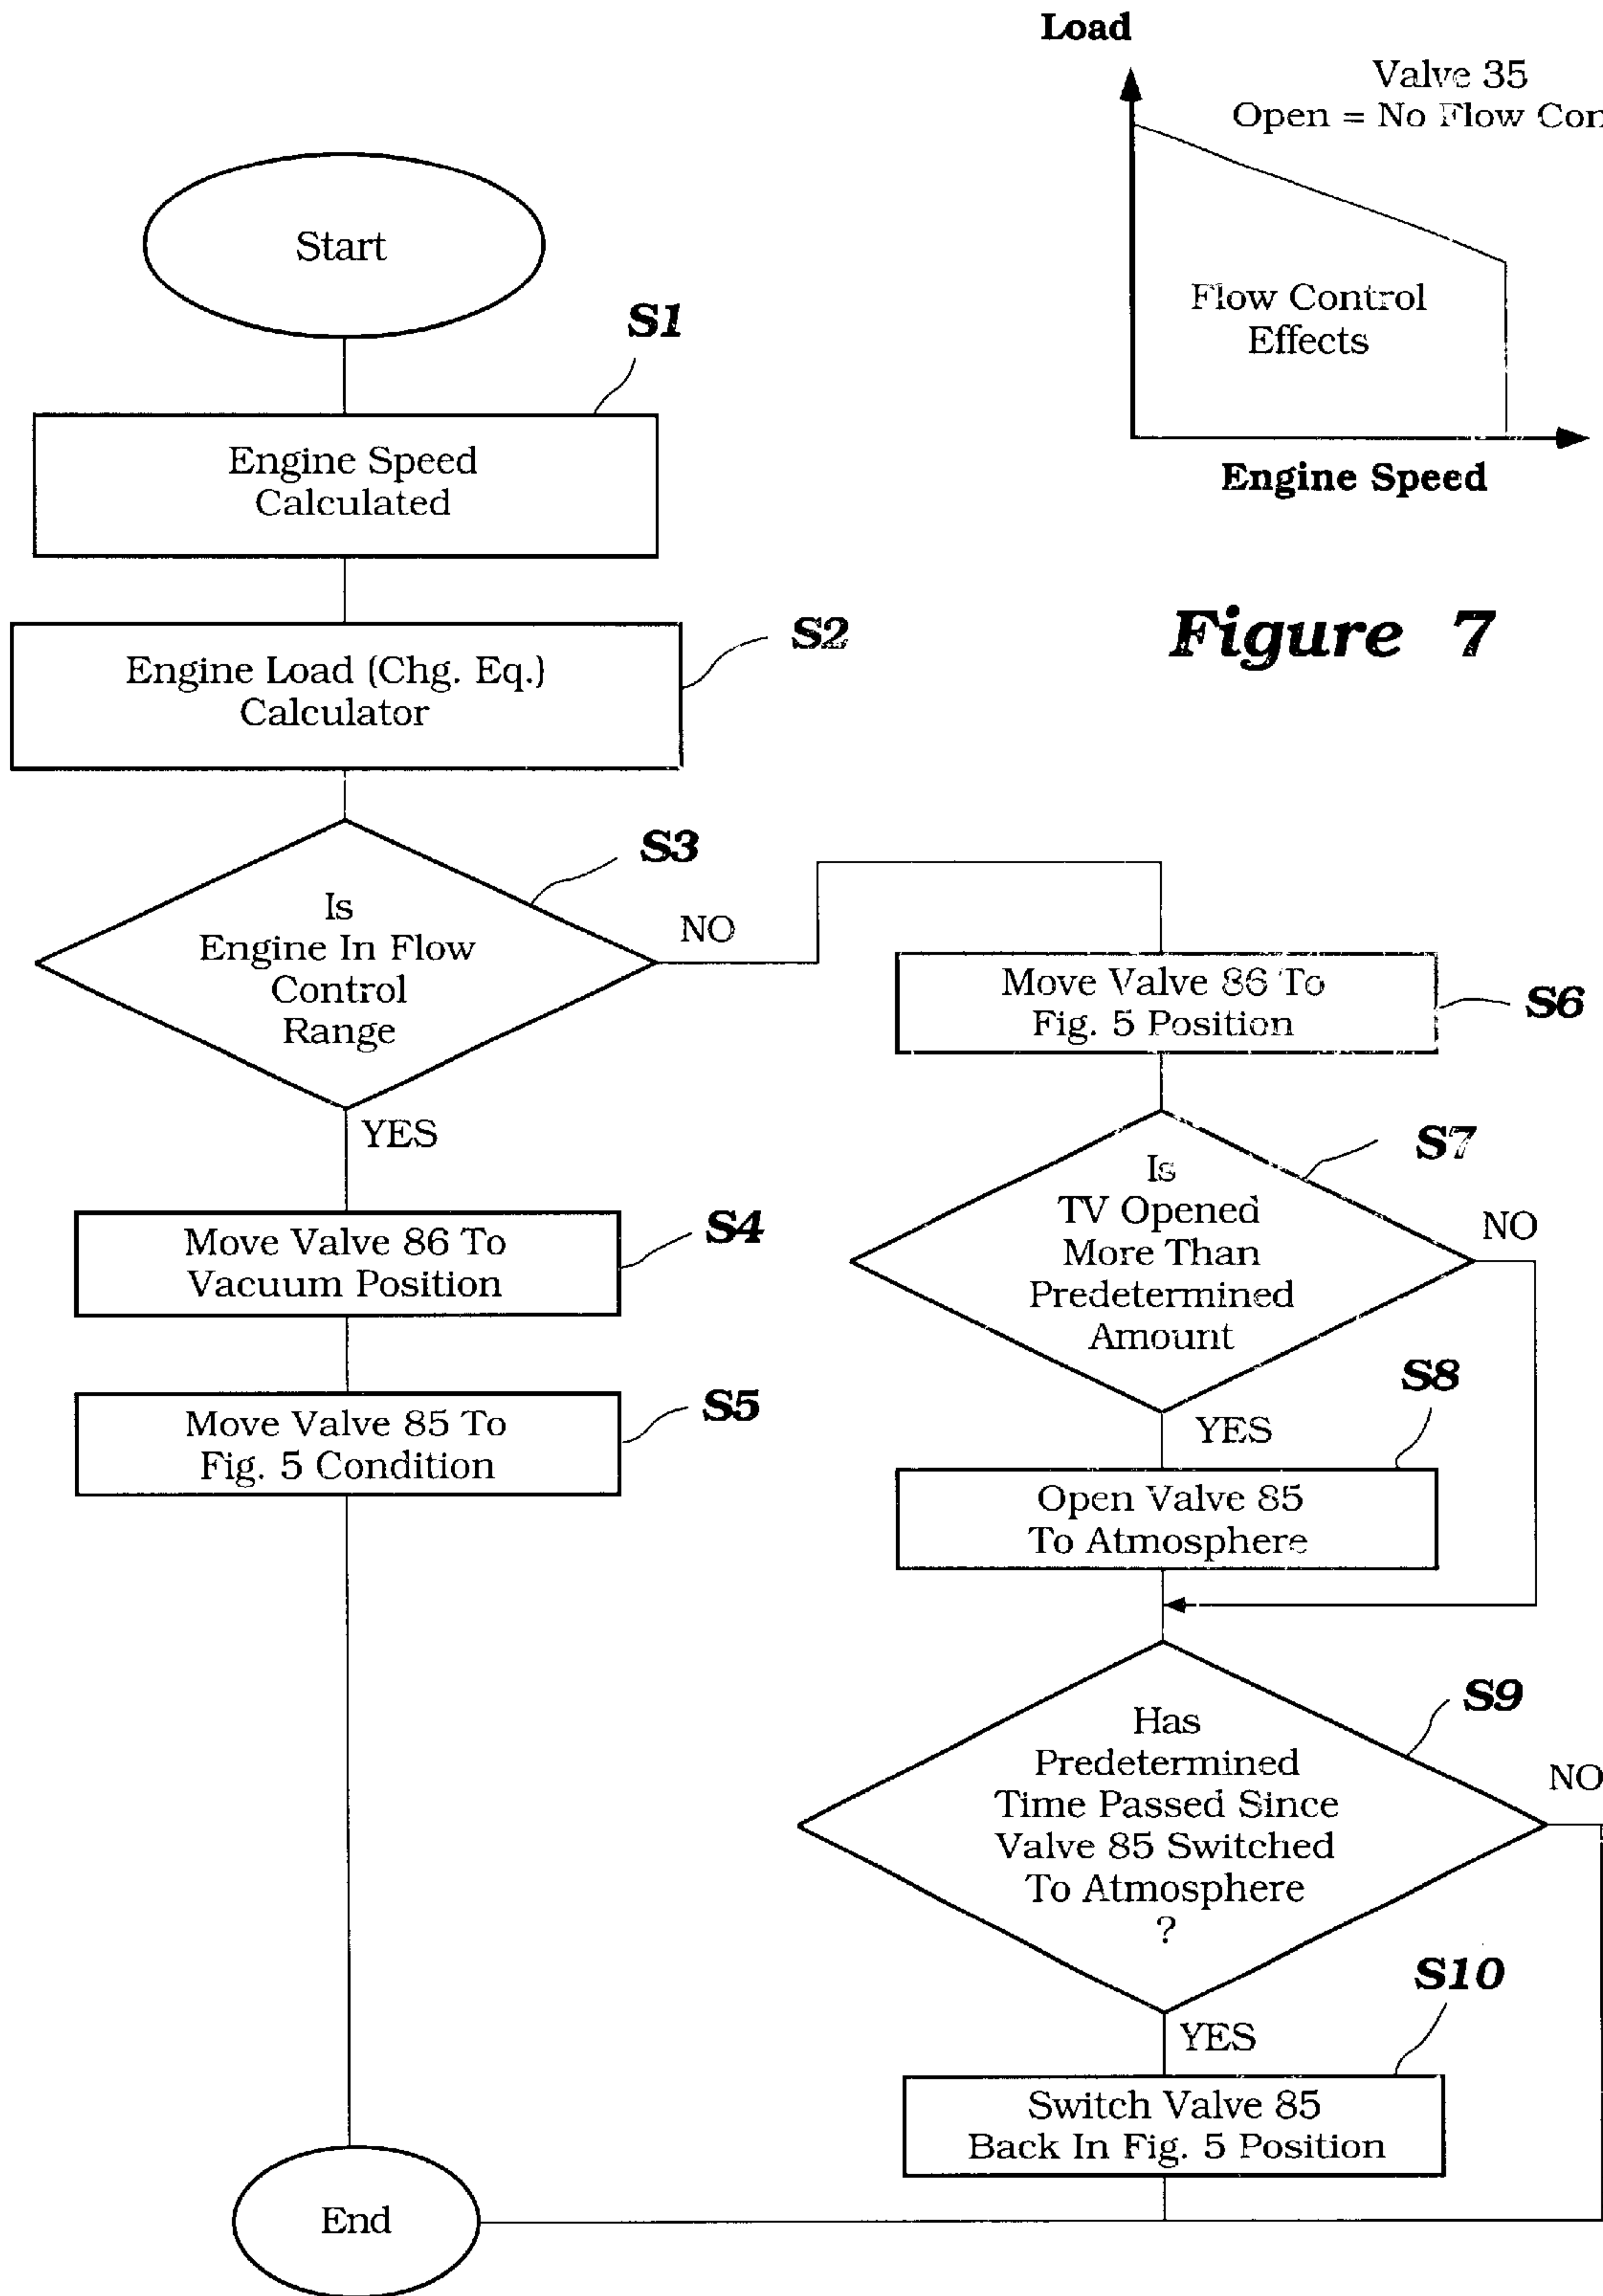 Load
Valve 35
Open = No Flow Con
Flow Control
Effects
Engine Speed
Figure 7
Start
S1
Engine Speed
Calculated
S2
Engine Load (Chg. Eq.)
Calculator
S3
Is
Engine In Flow
Control
Range
NO
YES
S4
Move Valve 86 To
Vacuum Position
S5
Move Valve 85 To
Fig. 5 Condition
S6
Move Valve 86 To
Fig. 5 Position
S7
Is
TV Opened
More Than
Predetermined
Amount
NO
YES
S8
Open Valve 85
To Atmosphere
S9
Has
Predetermined
Time Passed Since
Valve 85 Switched
To Atmosphere
?
NO
YES
S10
Switch Valve 85
Back In Fig. 5 Position
End